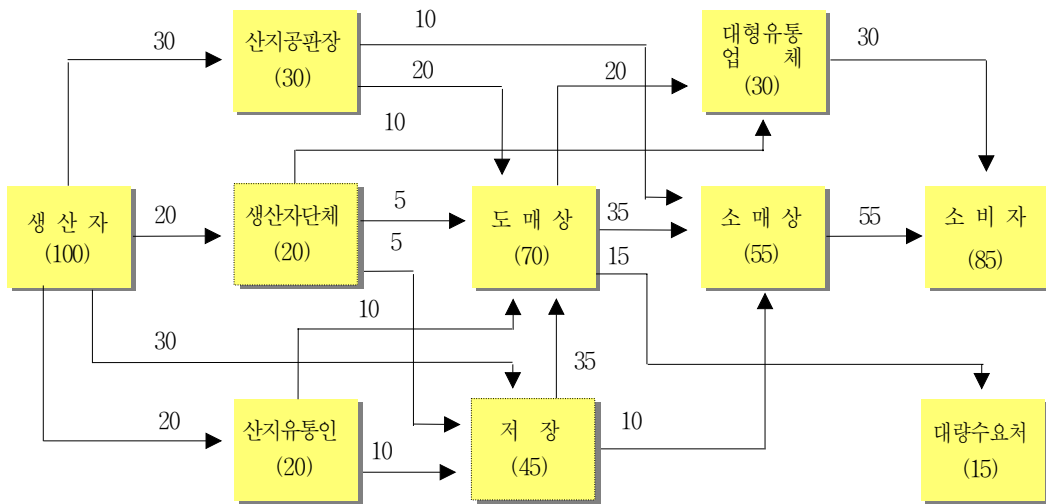 30
산지공판장
(30)
10
20
대형유통
업 체
(30)
30
20
10
생 산 자
(100)
20
생산자단체
(20)
5
5
도 매 상
(70)
35
15
소 매 상
(55)
55
소 비 자
(85)
10
30
35
20
산지유통인
(20)
10
저 장
(45)
10
대량수요처
(15)